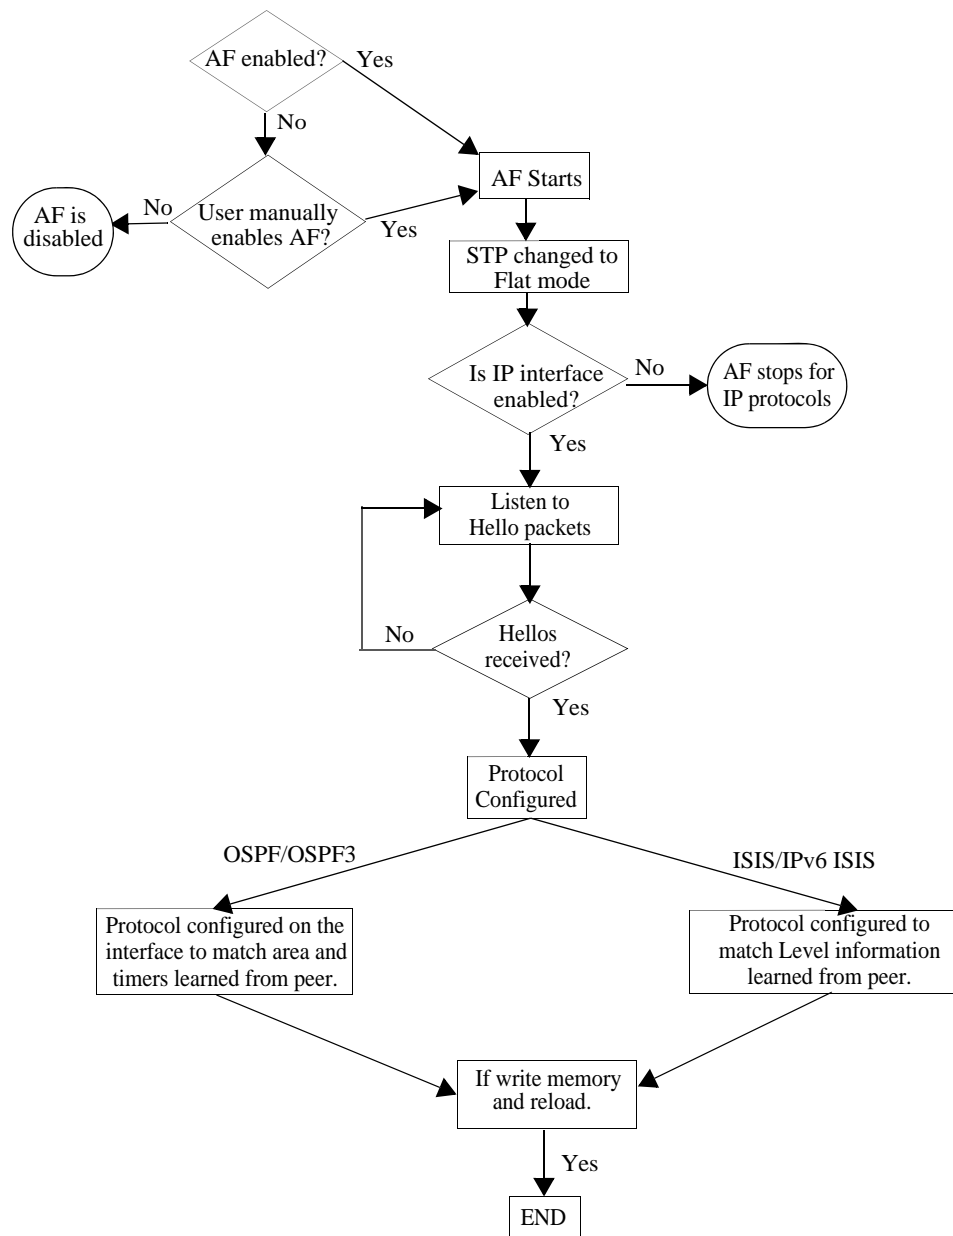 AF enabled?
Yes
No
AF Starts
AF is
disabled
No
User manually
enables AF?
Yes
STP changed to
Flat mode
Is IP interface
enabled?
No
AF stops for
IP protocols
Yes
Listen to
Hello packets
No
Hellos
received?
Yes
Protocol
Configured
OSPF/OSPF3
ISIS/IPv6 ISIS
Protocol configured on the
interface to match area and
timers learned from peer.
Protocol configured to
match Level information
learned from peer.
If write memory
and reload.
Yes
END